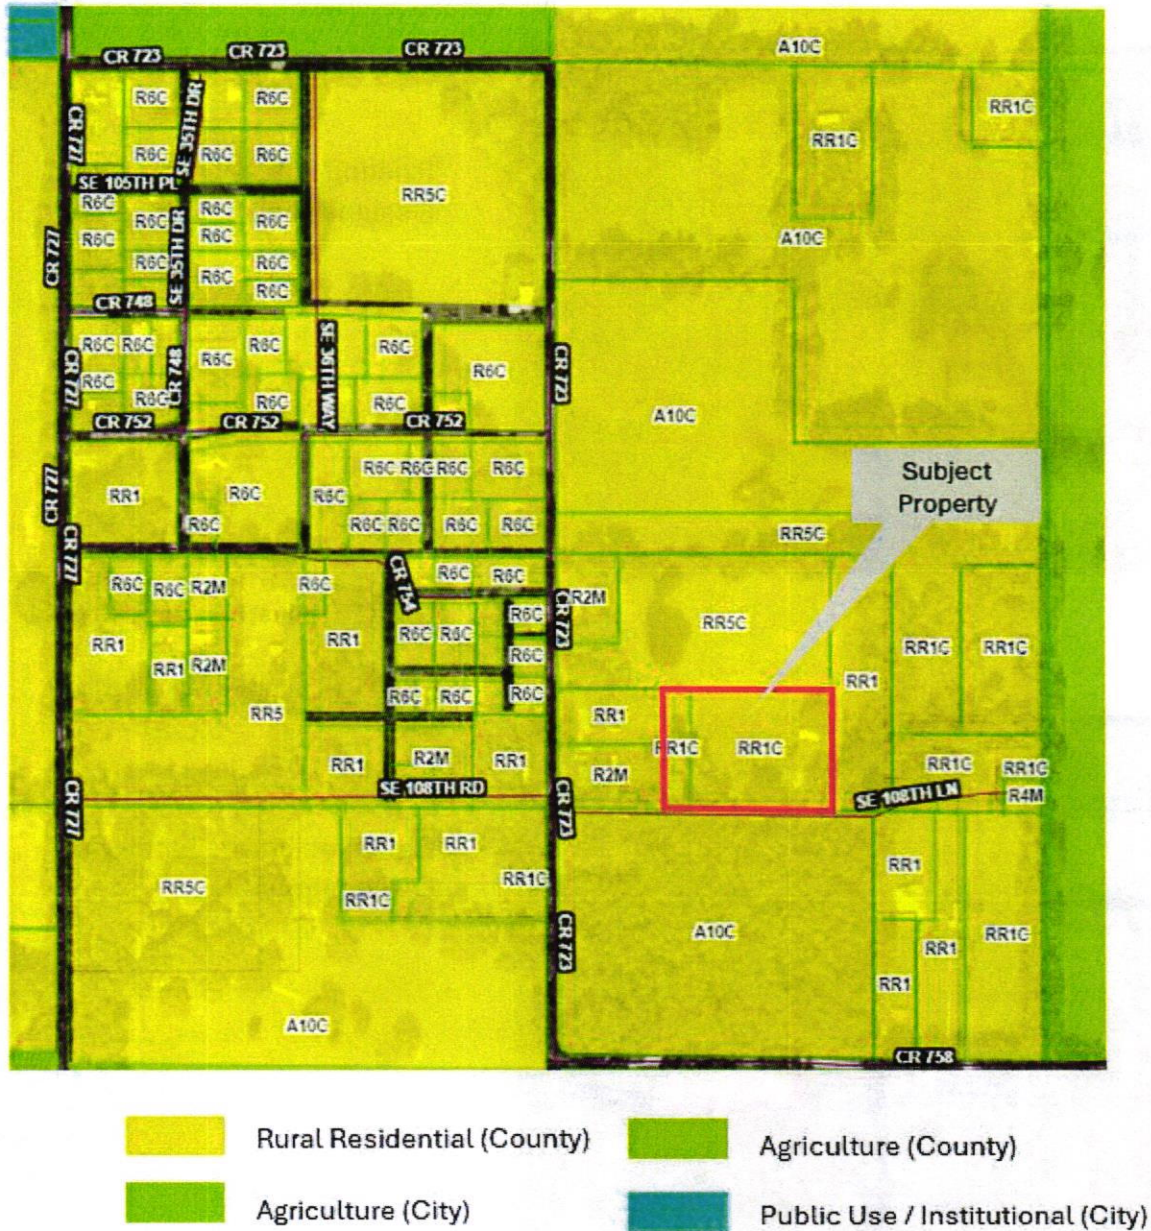 A10C
CR 723 CR 723 CR 723
R6C R6C RR1C
CR 727 SE 35TH DR RR1C
R6C R6C R6C
SE 105TH PL
RR5C
R6C R6C
R6C R6C
R6C A10C
CR 727 SE 35TH DR R6C R6C R6C
R6C R6C
CR 748
R6C R6C R6C R6C SE 36TH WAY R6C
CR 727 CR 748 CR 723
R6C R6C
R6C R6C R6C
A10C
CR 752 CR 752 CR 752
Subject
Property
R6C R6C R6C R6C
CR 727 RR1 R6C R6C
R6C R6C R6C R6C R6C
RR5C
CR 727
R6C R6C R2M R6C CR 754 R6C R6C
CR 723 R2M
R6C R6C R6C
RR5C
RR1 RR1 RR1C RR1C
RR1 R2M R6C
RR1
R6C R6C R6C
RR5 RR1
RR1C RR1C
RR1 R2M RR1 R2M RR1C RR1C
SE 108TH RD SE 108TH LN R4M
CR 727 CR 723
RR1 RR1
RR5C RR1C RR1C RR1
A10C RR1C
CR 723 RR1
RR1
A10C
CR 758
Rural Residential (County) Agriculture (County)
Agriculture (City) Public Use / Institutional (City)